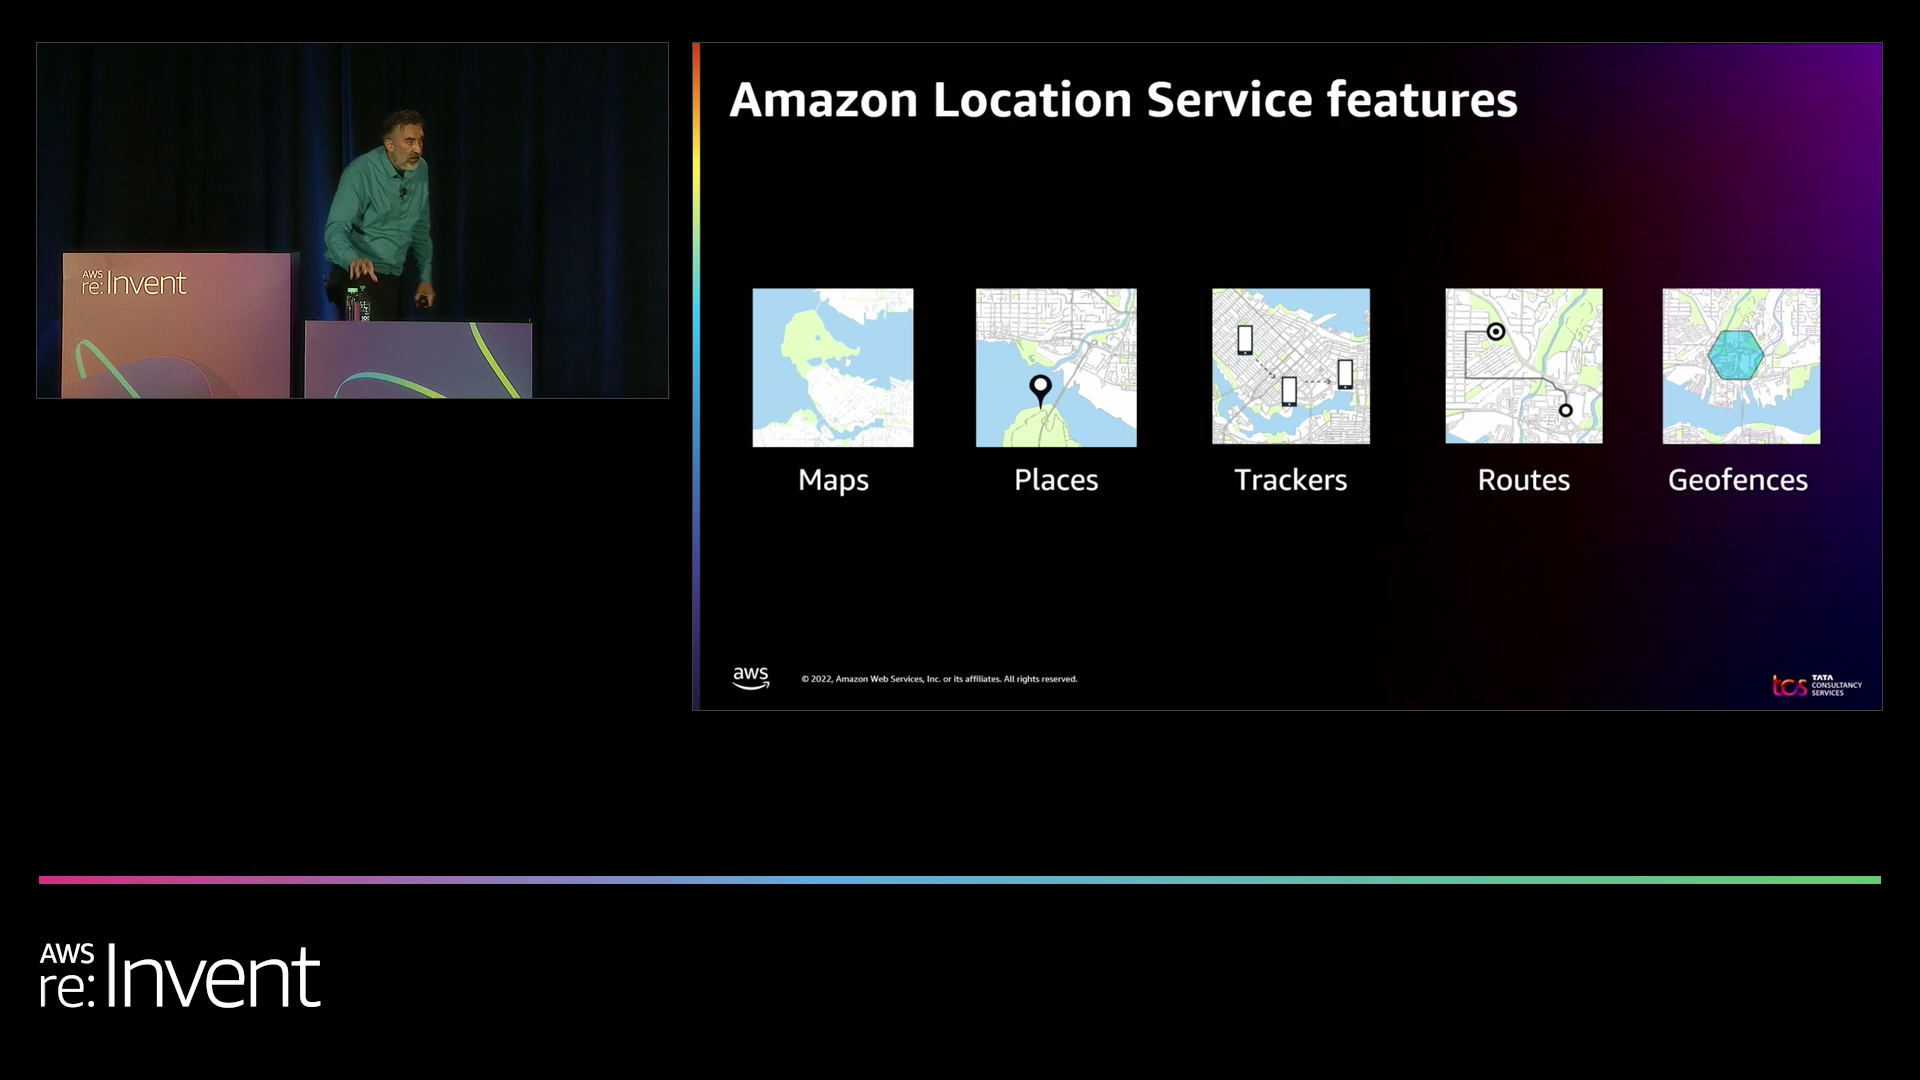 AWS
re:Invent
Amazon Location Service features
Maps
Places
Trackers
Routes
Geofences
aws
© 2022, Amazon Web Services, Inc. or its affiliates. All rights reserved.
tcs
TATA
CONSULTANCY
SERVICES
AWS
re:Invent